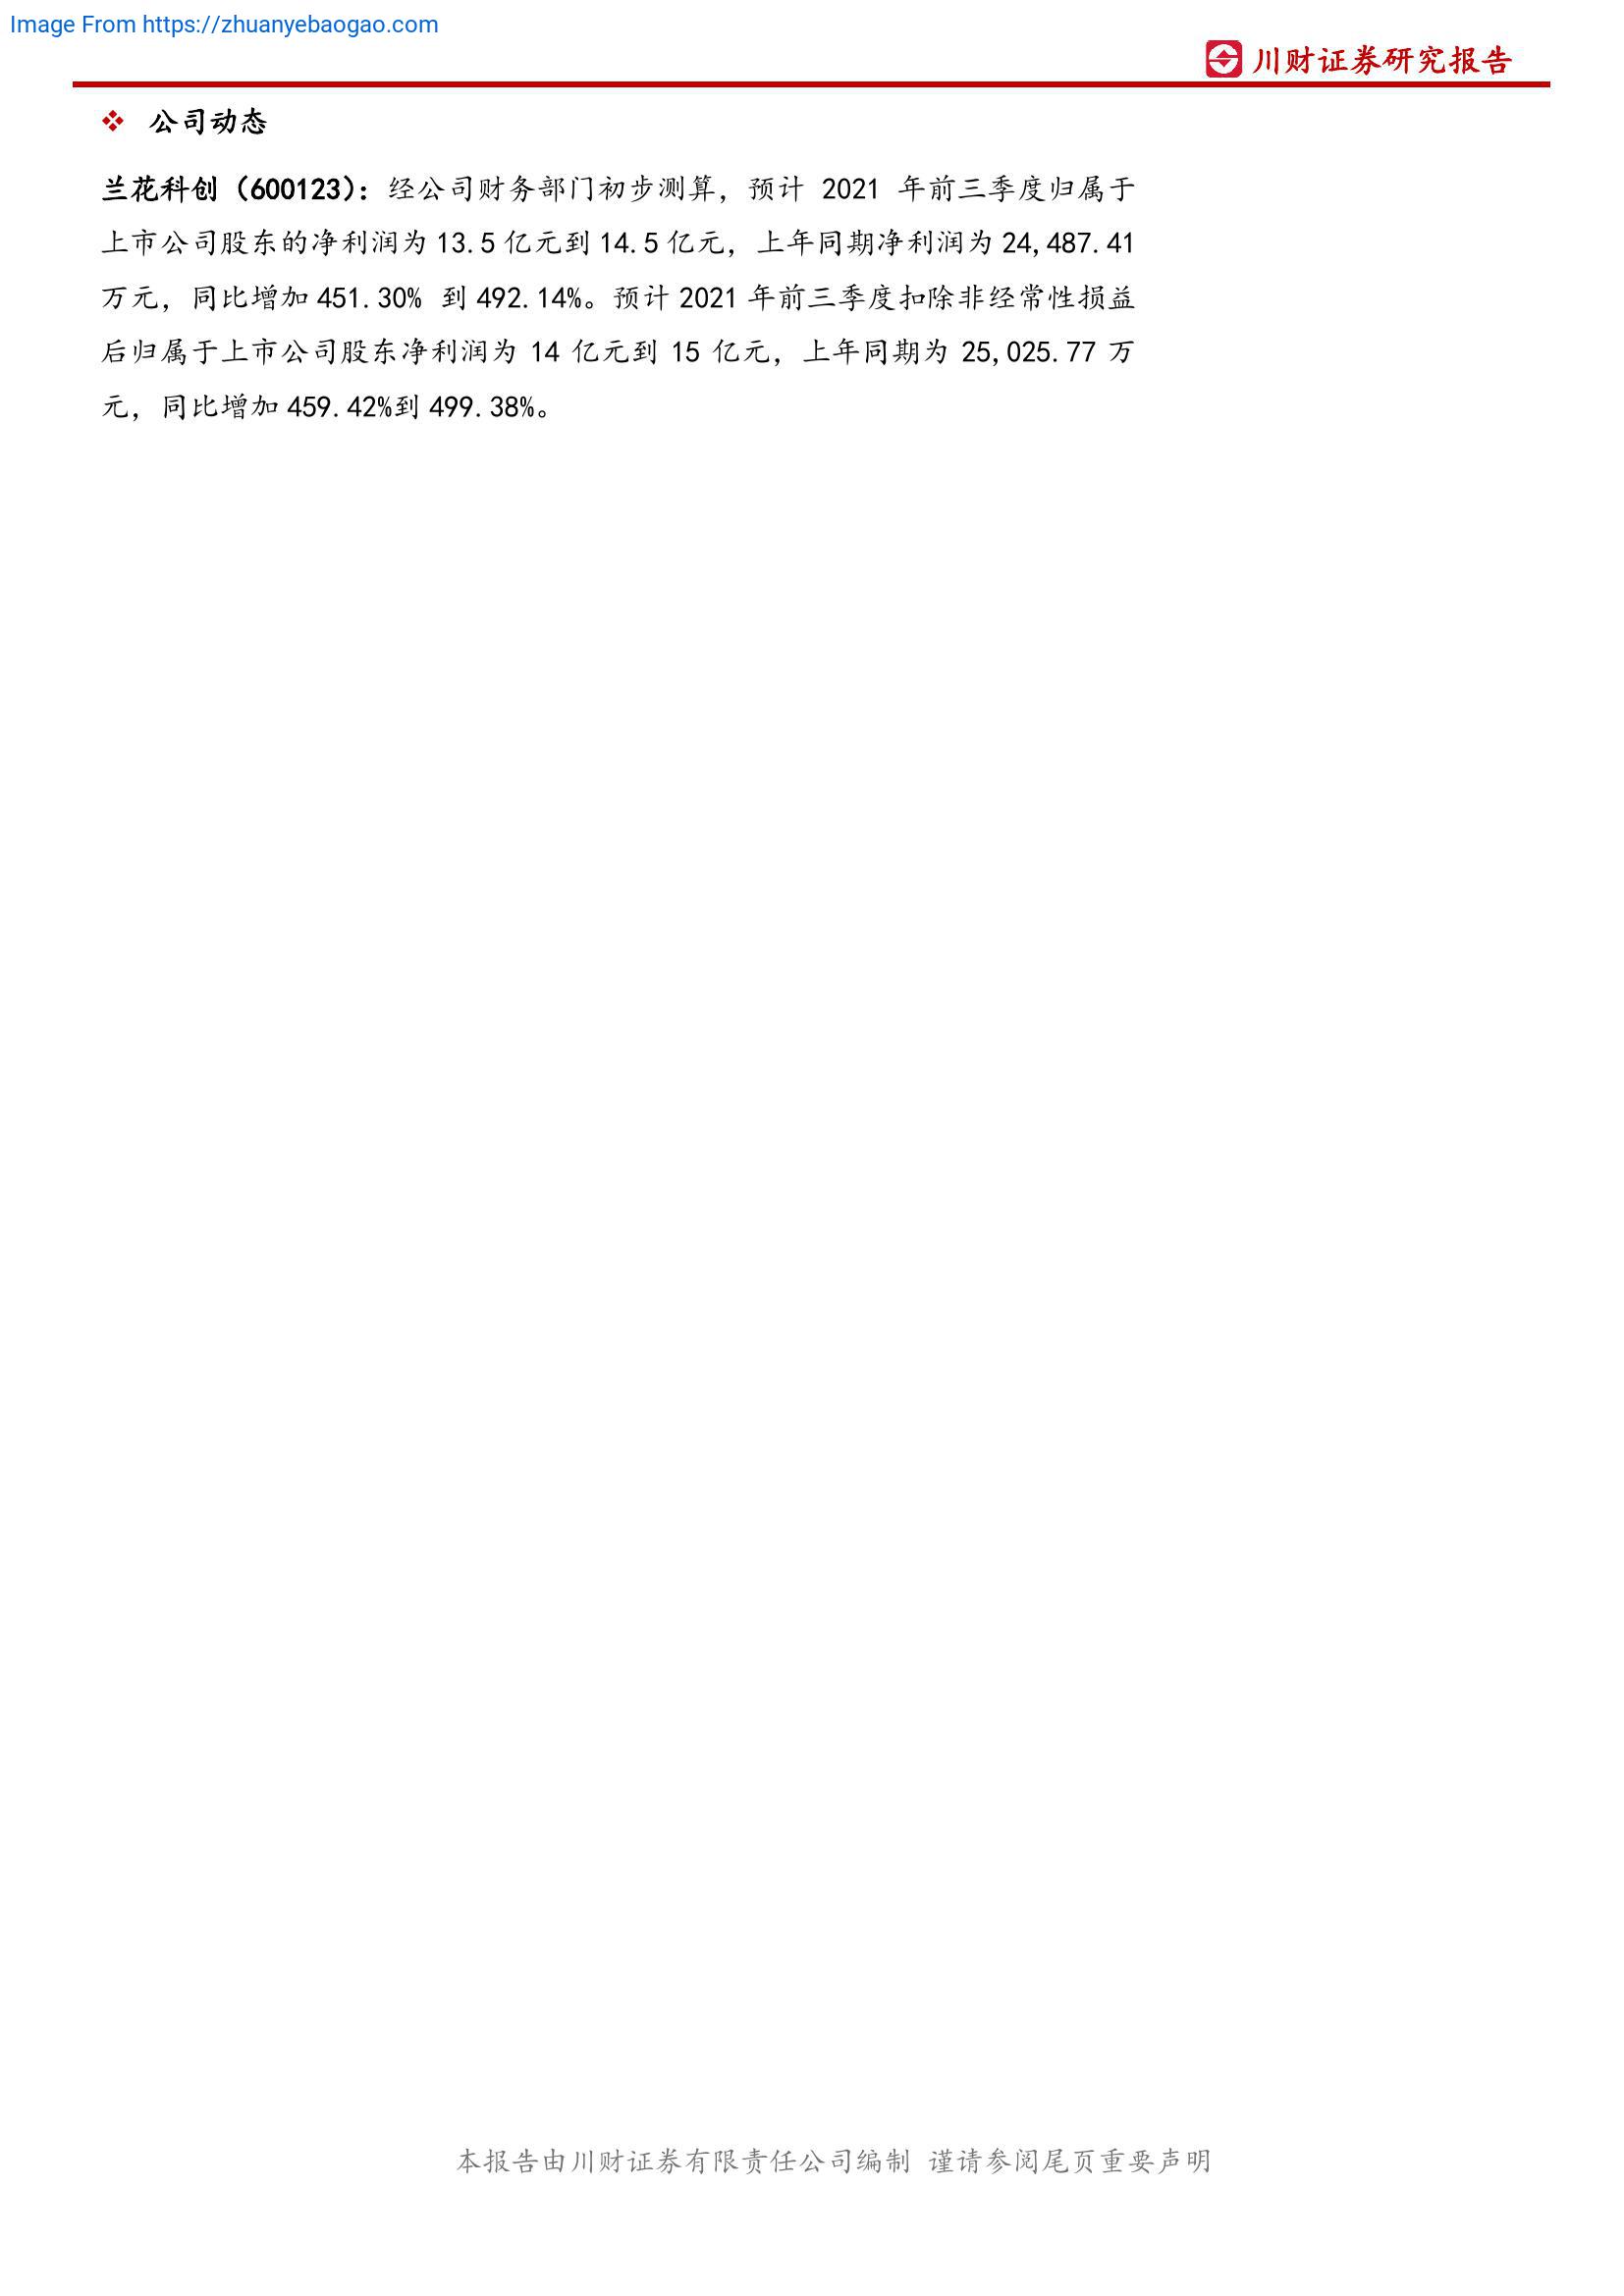 Image From https://zhuanyebaogao.com
川财证券研究报告
❖ 公司动态
兰花科创（600123）：经公司财务部门初步测算，预计 2021 年前三季度归属于
上市公司股东的净利润为 13.5 亿元到 14.5 亿元，上年同期净利润为 24,487.41
万元，同比增加 451.30% 到 492.14%。预计 2021 年前三季度扣除非经常性损益
后归属于上市公司股东净利润为 14 亿元到 15 亿元，上年同期为 25,025.77 万
元，同比增加 459.42%到 499.38%。
本报告由川财证券有限责任公司编制 谨请参阅尾页重要声明